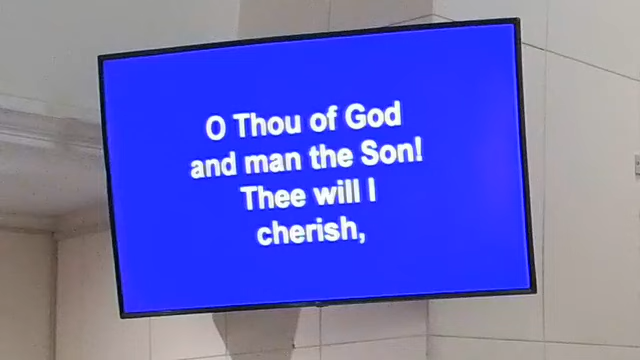 O Thou of God
and man the Son!
Thee will I
cherish,